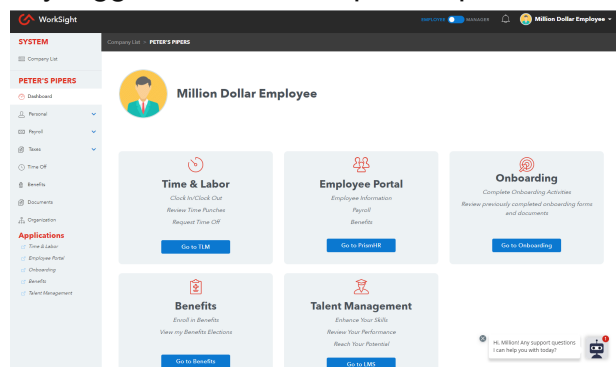 WorkSight
EMPLOYEE MANAGER
Million Dollar Employee
SYSTEM
Company List > PETER'S PIPERS
Company List
PETER'S PIPERS
Dashboard
Personal
Payroll
Taxes
Time Off
Benefits
Documents
Organization
Applications
Time & Labor
Employee Portal
Onboarding
Benefits
Talent Management
Million Dollar Employee
Time & Labor
Clock In/Clock Out
Review Time Punches
Request Time Off
Go to TLM
Employee Portal
Employee Information
Payroll
Benefits
Go to PrismHR
Onboarding
Complete Onboarding Activities
Review previously completed onboarding forms
and documents
Go to Onboarding
Benefits
Enroll in Benefits
View my Benefits Elections
Go to Benefits
Talent Management
Enhance Your Skills
Review Your Performance
Reach Your Potential
Go to LMS
Hi, Million! Any support questions
I can help you with today?